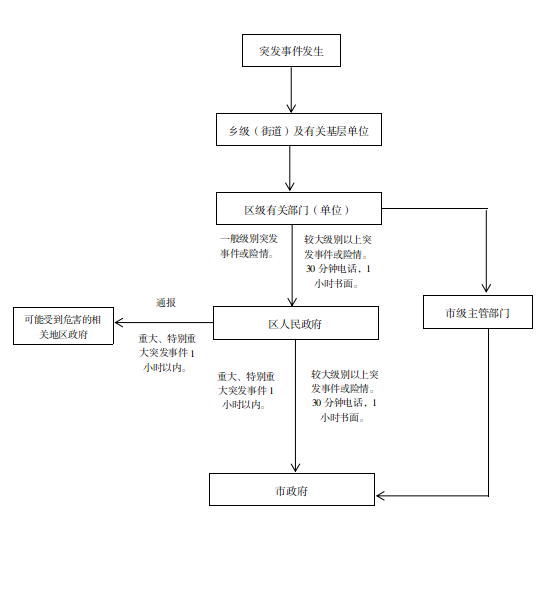 突发事件发生
乡级（街道）及有关基层单位
区级有关部门（单位）
一般级别突发
事件或险情。
较大级别以上突
发事件或险情。
30 分钟电话，1
小时书面。
通报
可能受到危害的相
关地区政府
区人民政府
市级主管部门
重大、特别重
大突发事件 1
小时以内。
重大、特别重
大突发事件 1
小时以内。
较大级别以上突
发事件或险情。
30 分钟电话，1
小时书面。
市政府